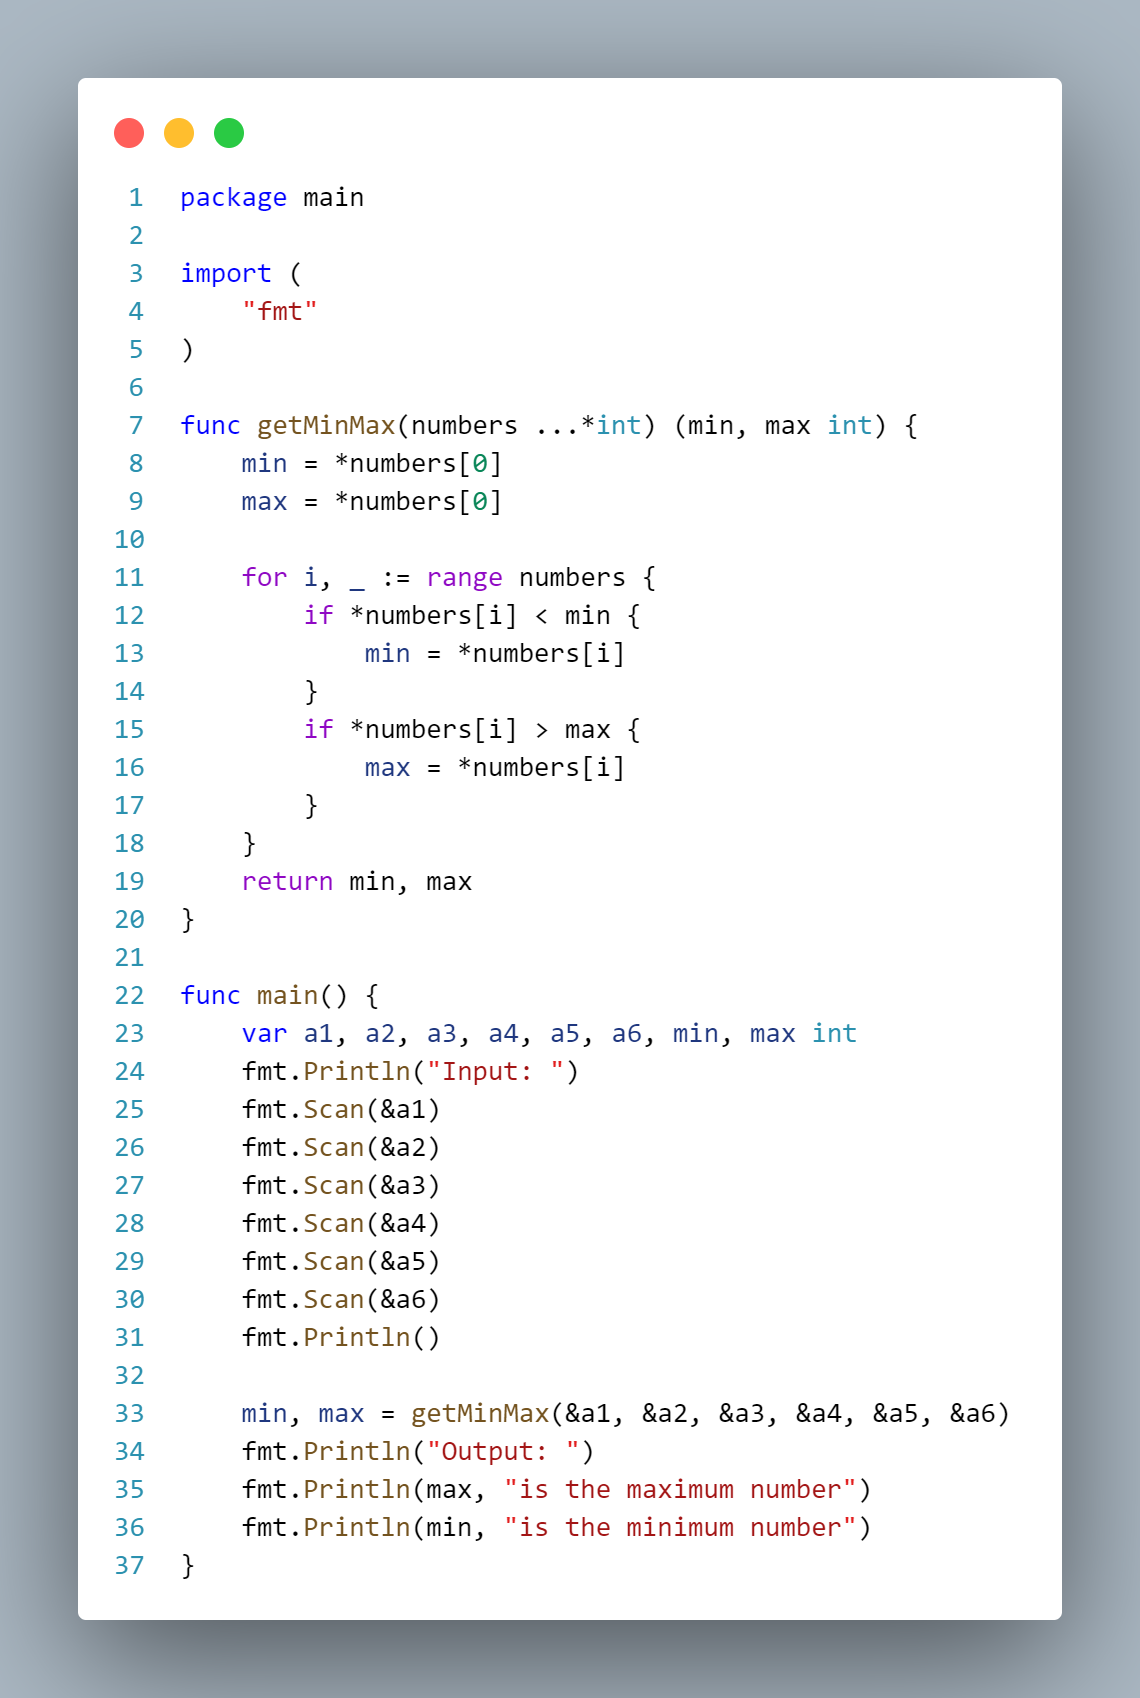 1 package main
2
3 import (
4     "fmt"
5 )
6
7 func getMinMax(numbers ...*int) (min, max int) {
8     min = *numbers[0]
9     max = *numbers[0]
10
11     for i, _ := range numbers {
12         if *numbers[i] < min {
13             min = *numbers[i]
14         }
15         if *numbers[i] > max {
16             max = *numbers[i]
17         }
18     }
19     return min, max
20 }
21
22 func main() {
23     var a1, a2, a3, a4, a5, a6, min, max int
24     fmt.Println("Input: ")
25     fmt.Scan(&a1)
26     fmt.Scan(&a2)
27     fmt.Scan(&a3)
28     fmt.Scan(&a4)
29     fmt.Scan(&a5)
30     fmt.Scan(&a6)
31     fmt.Println()
32
33     min, max = getMinMax(&a1, &a2, &a3, &a4, &a5, &a6)
34     fmt.Println("Output: ")
35     fmt.Println(max, "is the maximum number")
36     fmt.Println(min, "is the minimum number")
37 }